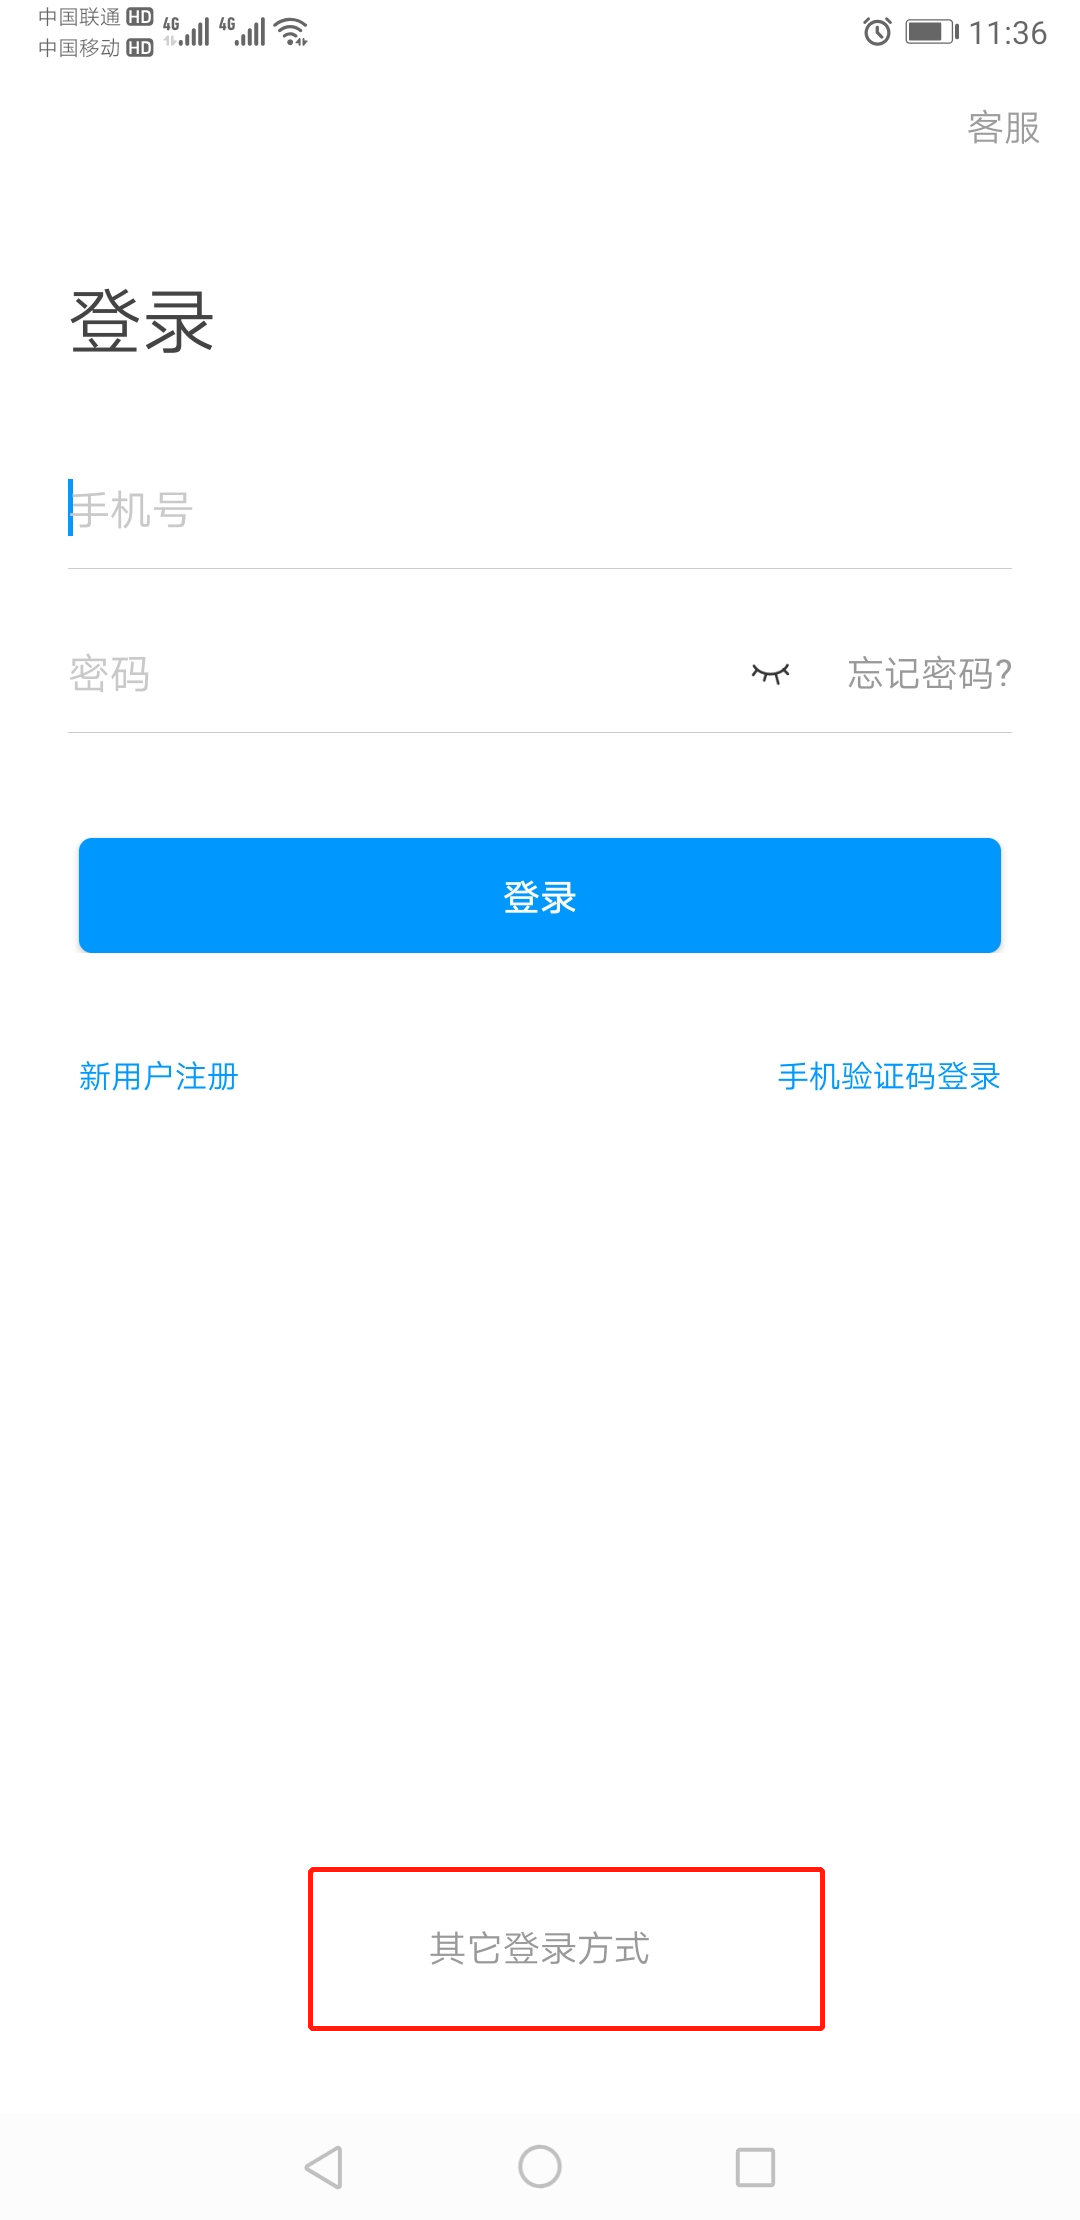 中国联通 HD 4G 4G 11:36
中国移动 HD
客服
登录
手机号
密码 忘记密码?
登录
新用户注册 手机验证码登录
其它登录方式